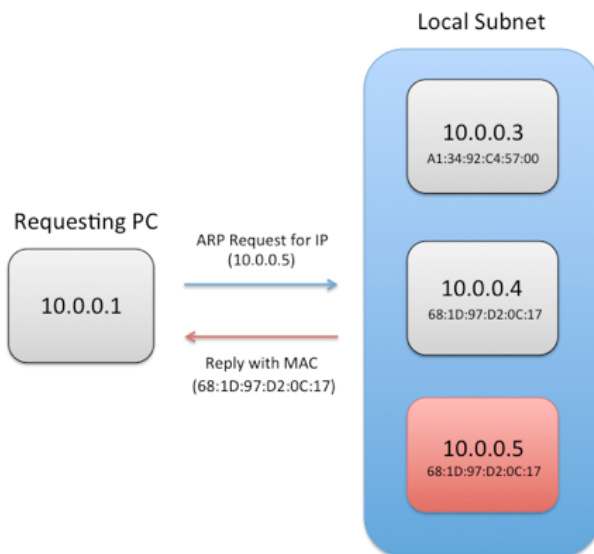 Local Subnet
10.0.0.3
A1:34:92:C4:57:00
Requesting PC
10.0.0.1
ARP Request for IP
(10.0.0.5)
Reply with MAC
(68:1D:97:D2:0C:17)
10.0.0.4
68:1D:97:D2:0C:17
10.0.0.5
68:1D:97:D2:0C:17